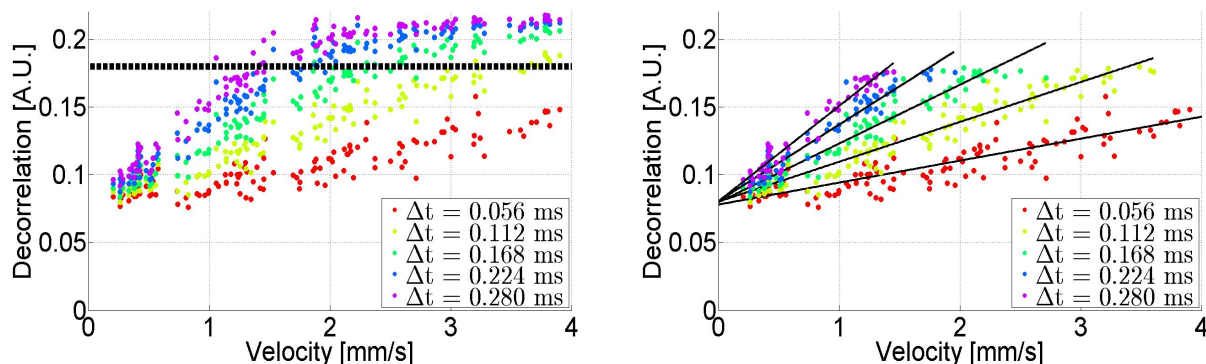 Decorrelation [A.U.]
0.2
0.15
0.1
0.05
0
0 1 2 3 4
Velocity [mm/s]
Δt = 0.056 ms
Δt = 0.112 ms
Δt = 0.168 ms
Δt = 0.224 ms
Δt = 0.280 ms
Decorrelation [A.U.]
0.2
0.15
0.1
0.05
0
0 1 2 3 4
Velocity [mm/s]
Δt = 0.056 ms
Δt = 0.112 ms
Δt = 0.168 ms
Δt = 0.224 ms
Δt = 0.280 ms